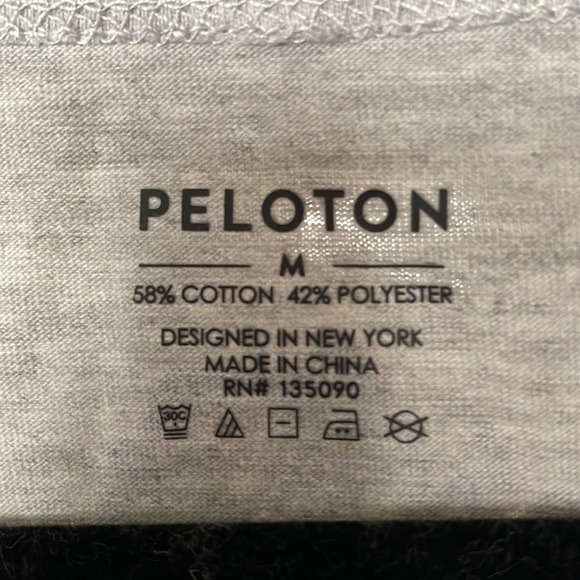 PELOTON
M
58% COTTON 42% POLYESTER
DESIGNED IN NEW YORK
MADE IN CHINA
RN# 135090
30C